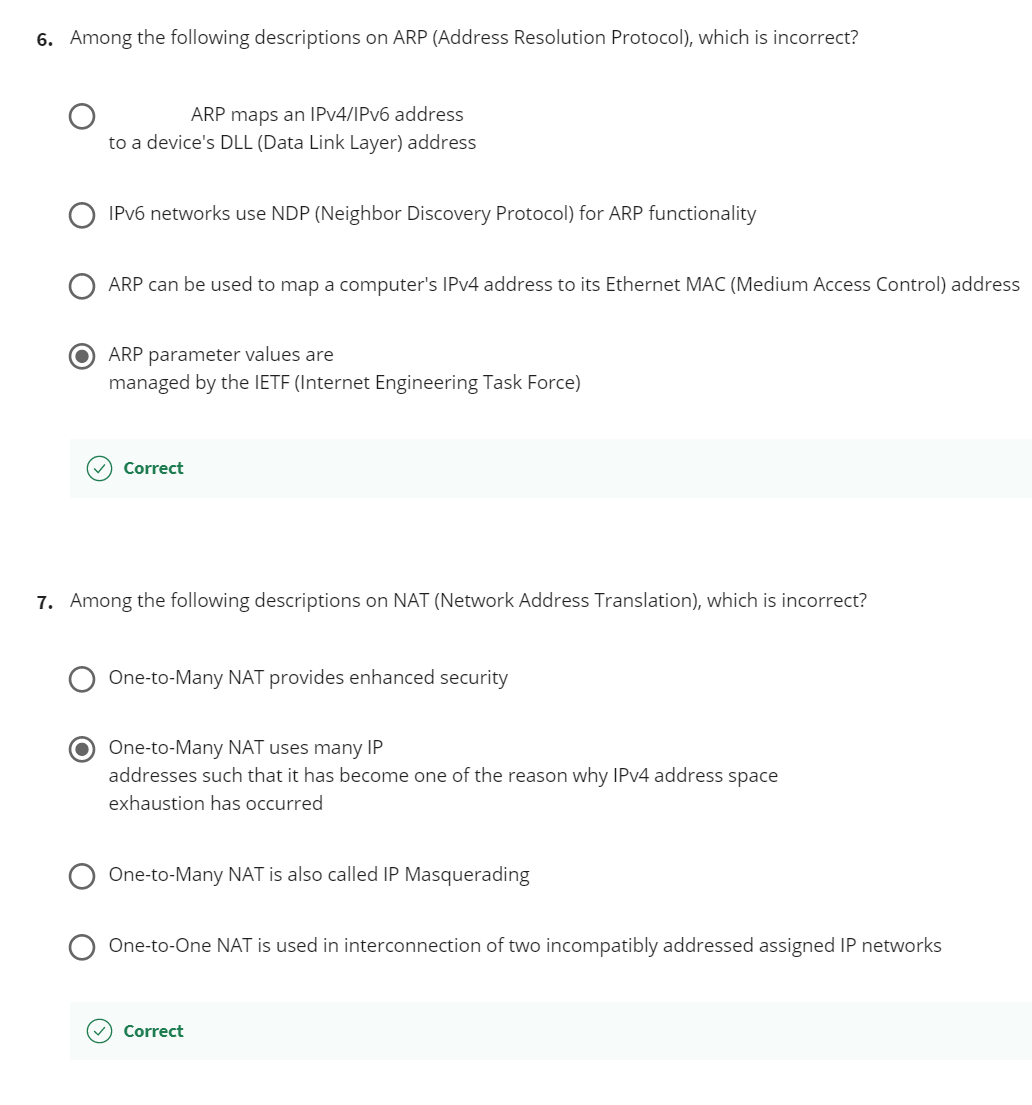 6. Among the following descriptions on ARP (Address Resolution Protocol), which is incorrect?
ARP maps an IPv4/IPv6 address
to a device's DLL (Data Link Layer) address
IPv6 networks use NDP (Neighbor Discovery Protocol) for ARP functionality
ARP can be used to map a computer's IPv4 address to its Ethernet MAC (Medium Access Control) address
ARP parameter values are
managed by the IETF (Internet Engineering Task Force)
Correct
7. Among the following descriptions on NAT (Network Address Translation), which is incorrect?
One-to-Many NAT provides enhanced security
One-to-Many NAT uses many IP
addresses such that it has become one of the reason why IPv4 address space
exhaustion has occurred
One-to-Many NAT is also called IP Masquerading
One-to-One NAT is used in interconnection of two incompatibly addressed assigned IP networks
Correct